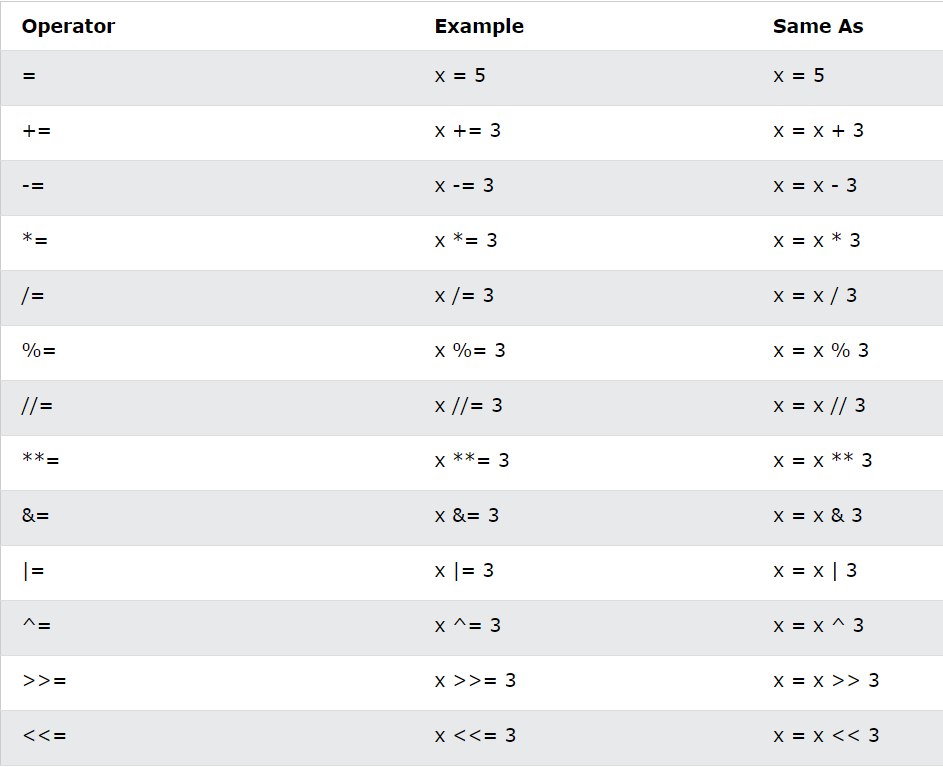 Operator Example Same As
= x = 5 x = 5
+= x += 3 x = x + 3
-= x -= 3 x = x - 3
*= x *= 3 x = x * 3
/= x /= 3 x = x / 3
%= x %= 3 x = x % 3
//= x //= 3 x = x // 3
**= x **= 3 x = x ** 3
&= x &= 3 x = x & 3
|= x |= 3 x = x | 3
^= x ^= 3 x = x ^ 3
>>= x >>= 3 x = x >> 3
<<= x <<= 3 x = x << 3